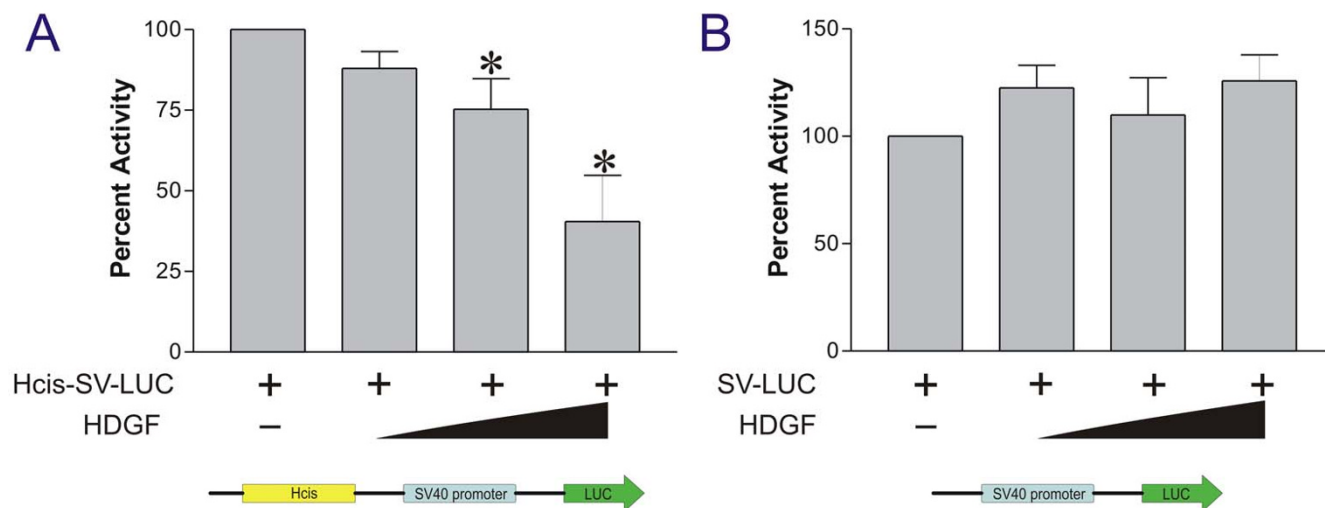 A
Percent Activity
100
75
50
25
0
*
*
Hcis-SV-LUC + + + +
HDGF –
Hcis SV40 promoter LUC
B
Percent Activity
150
100
50
0
SV-LUC + + + +
HDGF –
SV40 promoter LUC